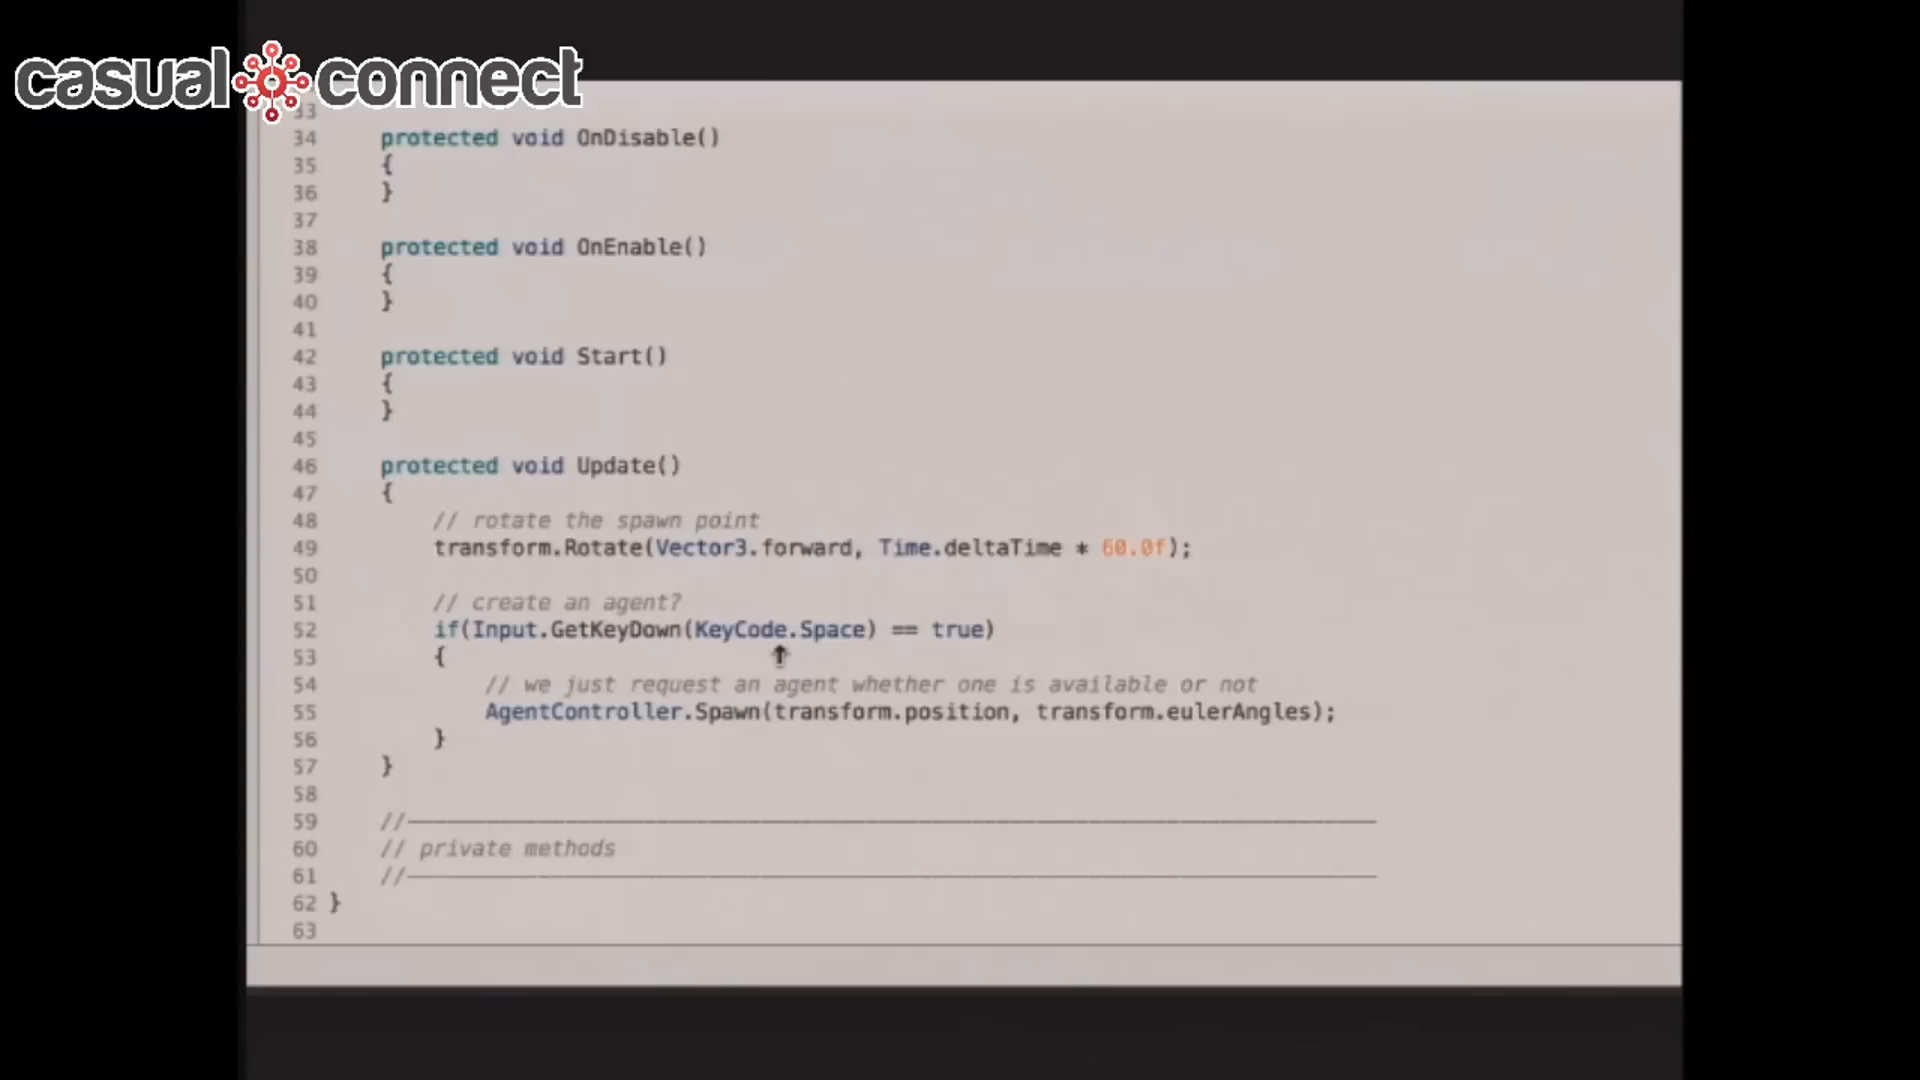 casual connect
33
34 protected void OnDisable()
35 {
36 }
37
38 protected void OnEnable()
39 {
40 }
41
42 protected void Start()
43 {
44 }
45
46 protected void Update()
47 {
48 // rotate the spawn point
49 transform.Rotate(Vector3.forward, Time.deltaTime * 60.0f);
50
51 // create an agent?
52 if(Input.GetKeyDown(KeyCode.Space) == true)
53 {
54 // we just request an agent whether one is available or not
55 AgentController.Spawn(transform.position, transform.eulerAngles);
56 }
57 }
58
59 //
60 // private methods
61 //
62 }
63